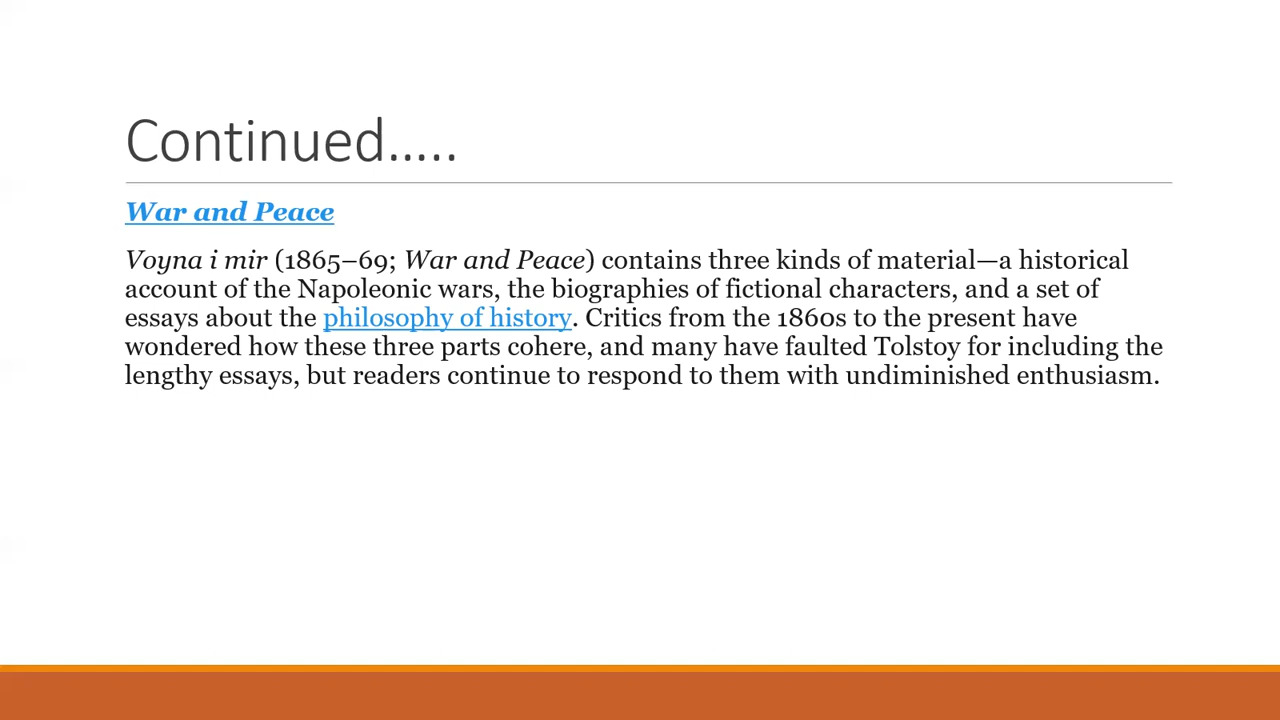 Continued.....
War and Peace
Voyna i mir (1865–69; War and Peace) contains three kinds of material—a historical
account of the Napoleonic wars, the biographies of fictional characters, and a set of
essays about the philosophy of history. Critics from the 1860s to the present have
wondered how these three parts cohere, and many have faulted Tolstoy for including the
lengthy essays, but readers continue to respond to them with undiminished enthusiasm.